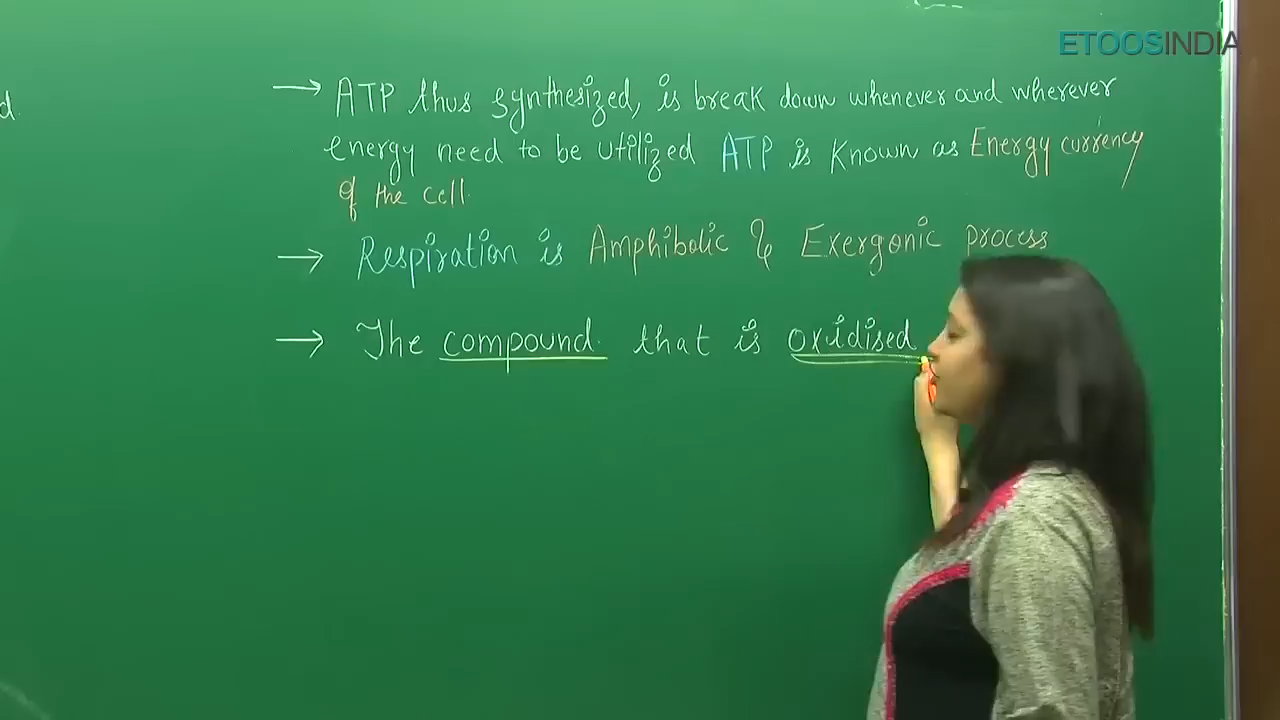 ETOOSINDIA
→ ATP thus synthesized, is break down whenever and wherever
energy need to be utilized ATP is known as Energy currency
of the cell.
→ Respiration is Amphibolic & Exergonic process
→ The compound that is oxidised